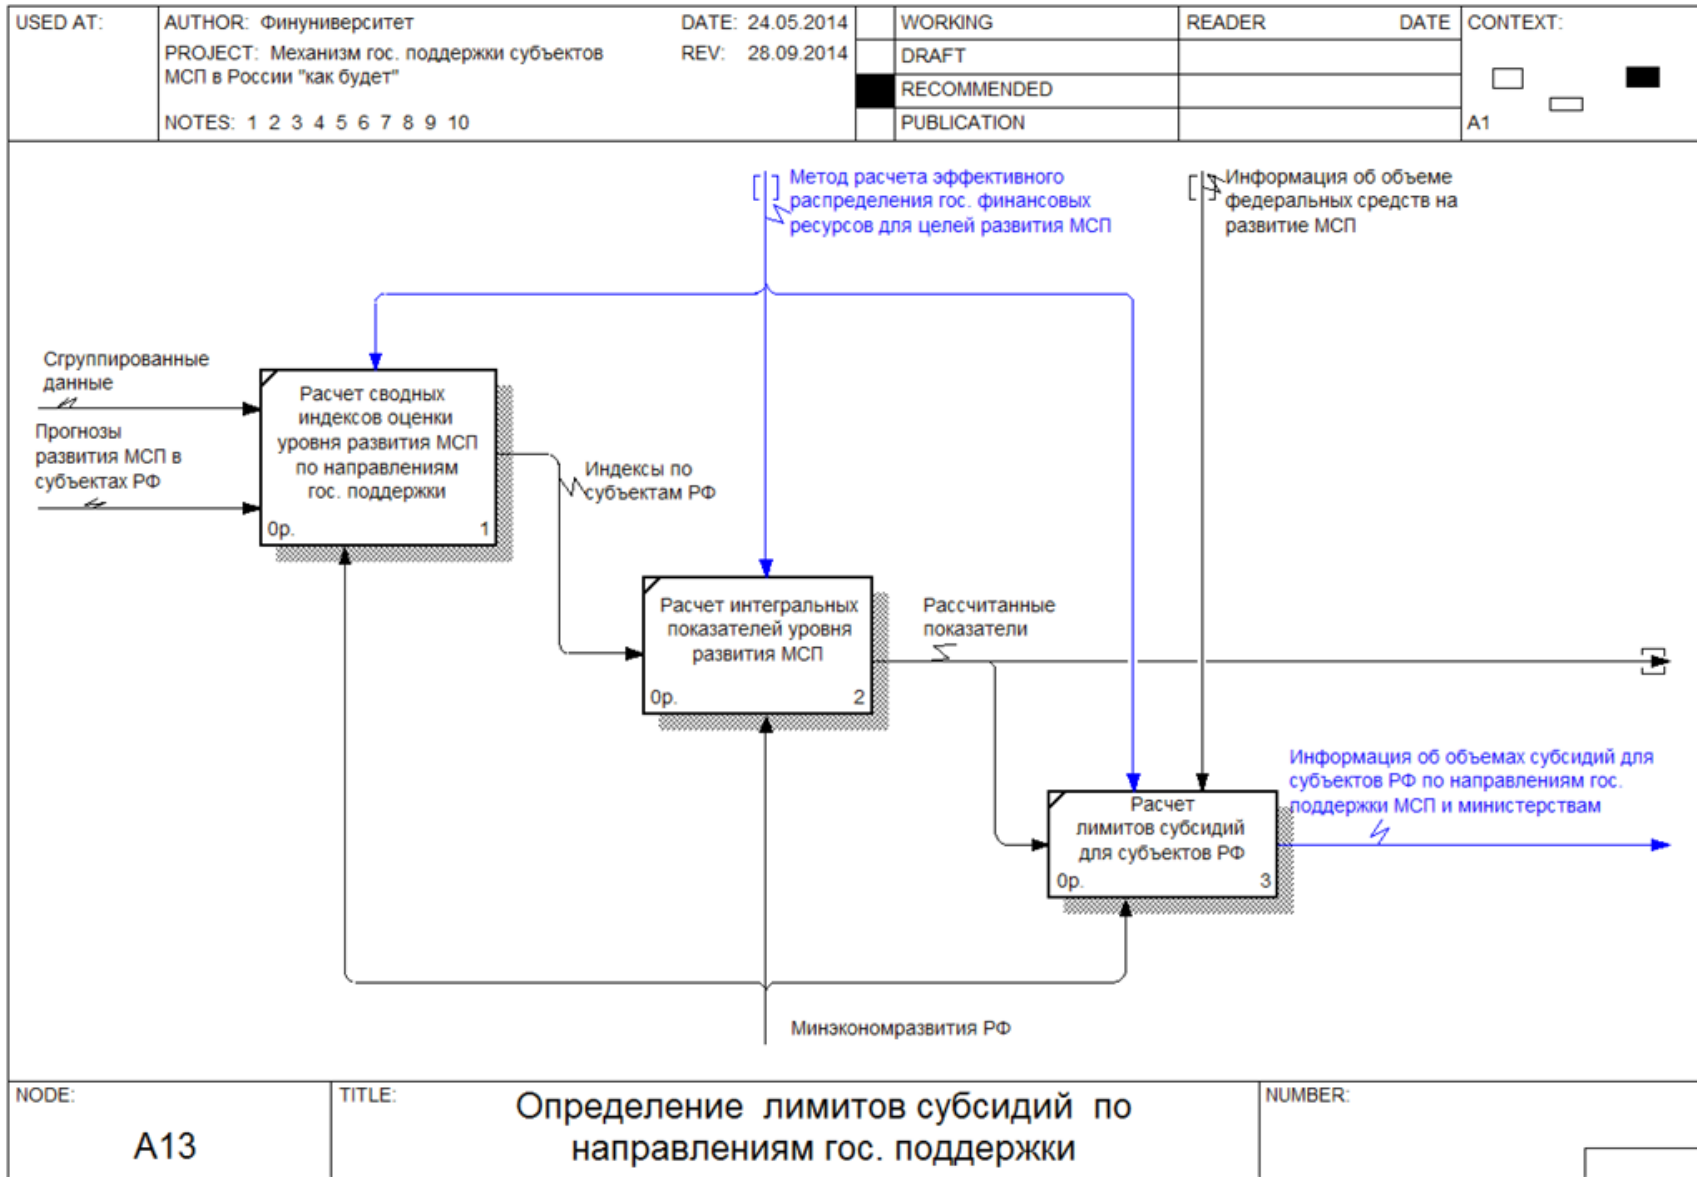 USED AT:
AUTHOR: Финуниверситет
DATE: 24.05.2014
PROJECT: Механизм гос. поддержки субъектов
МСП в России "как будет"
REV: 28.09.2014
NOTES: 1 2 3 4 5 6 7 8 9 10
WORKING
DRAFT
RECOMMENDED
PUBLICATION
READER
DATE
CONTEXT:
A1
Метод расчета эффективного
распределения гос. финансовых
ресурсов для целей развития МСП
Информация об объеме
федеральных средств на
развитие МСП
Сгруппированные
данные
Прогнозы
развития МСП в
субъектах РФ
Расчет сводных
индексов оценки
уровня развития МСП
по направлениям
гос. поддержки
0р.
1
Индексы по
субъектам РФ
Расчет интегральных
показателей уровня
развития МСП
0р.
2
Рассчитанные
показатели
Информация об объемах субсидий для
субъектов РФ по направлениям гос.
поддержки МСП и министерствам
Расчет
лимитов субсидий
для субъектов РФ
0р.
3
Минэкономразвития РФ
NODE:
A13
TITLE:
Определение лимитов субсидий по
направлениям гос. поддержки
NUMBER: